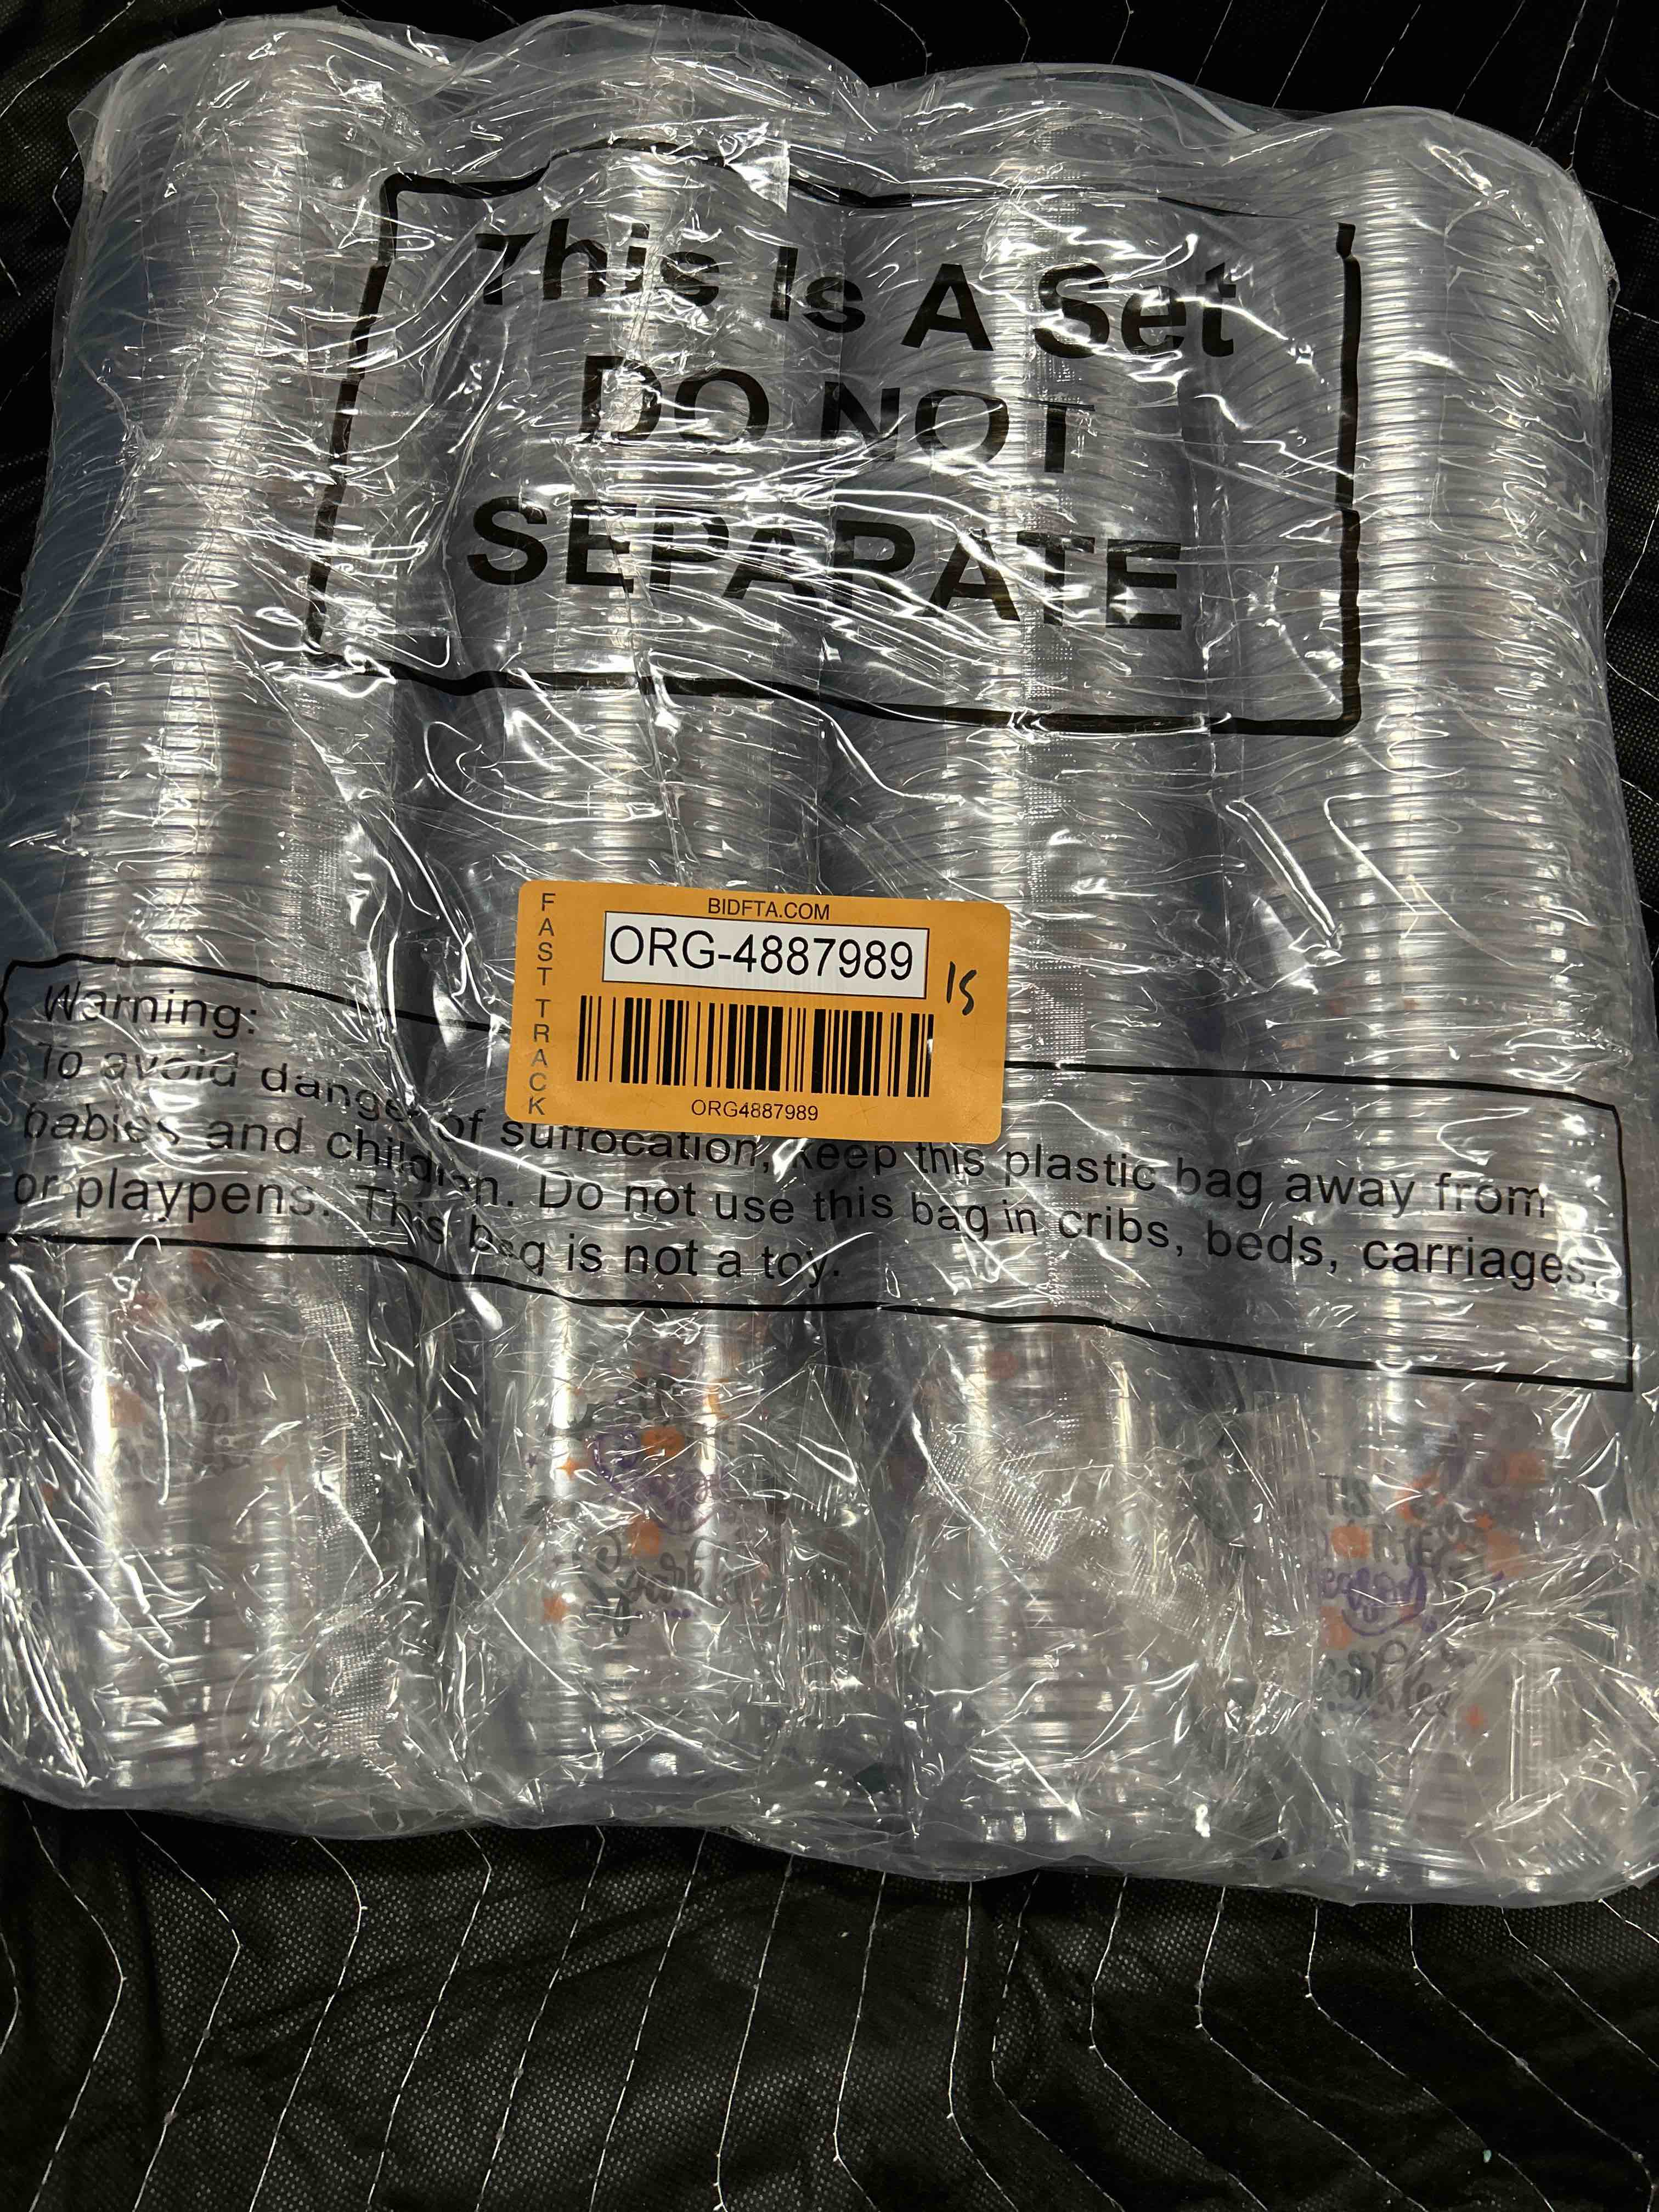 This Is A Set
DO NOT
SEPARATE
BIDFTA.COM
FAST TRACK
ORG-4887989
15
ORG4887989
Warning:
To avoid danger of suffocation, keep this plastic bag away from
babies and children. Do not use this bag in cribs, beds, carriages,
or playpens. This bag is not a toy.